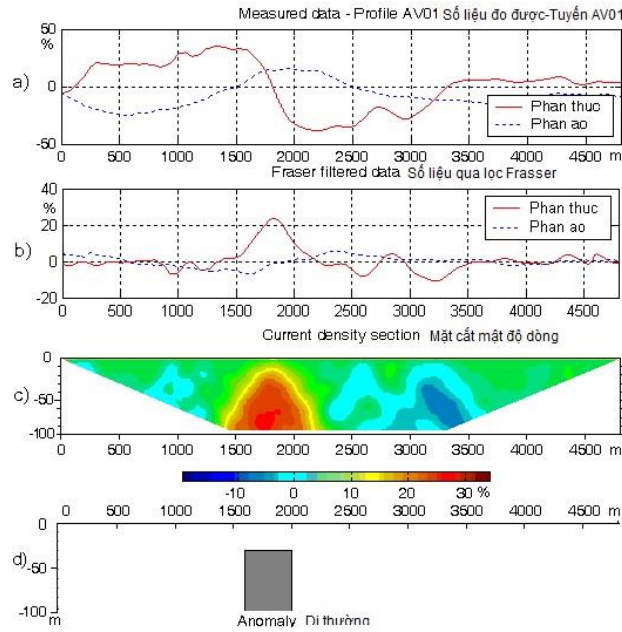 Measured data - Profile AV01 Số liệu đo được-Tuyến AV01
50
%
a)
0
-50
Phan thuc
Phan ao
0 500 1000 1500 2000 2500 3000 3500 4000 m
Fraser filtered data Số liệu qua lọc Frasser
40
%
20
b)
0
-20
Phan thuc
Phan ao
0 500 1000 1500 2000 2500 3000 3500 4000 4500
Current density section Mặt cắt mật độ dòng
0
c)
-50
-100
0 500 1000 1500 2000 2500 3000 3500 4000 4500
-10 0 10 20 30 %
0 0 500 1000 1500 2000 2500 3000 3500 4000 m
d)
-50
-100
m
Anomaly Dị thường